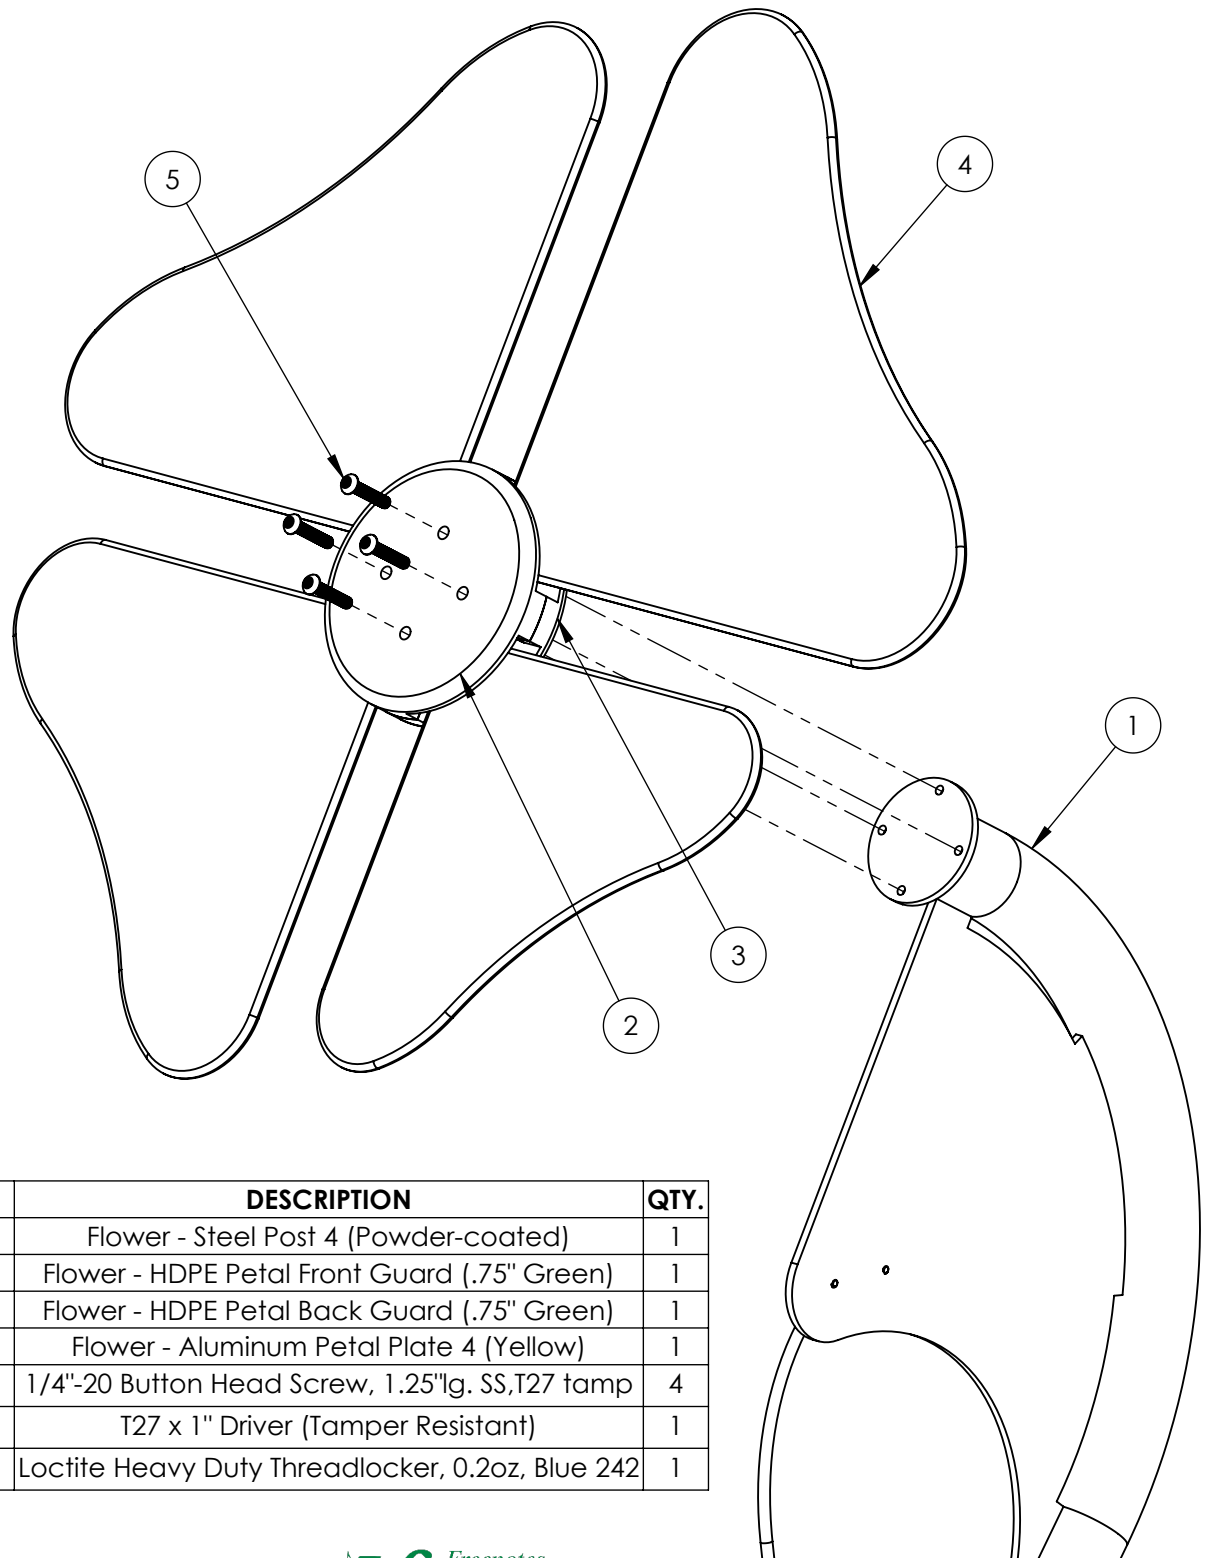 5
4
1
3
2
DESCRIPTION QTY.
Flower - Steel Post 4 (Powder-coated) 1
Flower - HDPE Petal Front Guard (.75" Green) 1
Flower - HDPE Petal Back Guard (.75" Green) 1
Flower - Aluminum Petal Plate 4 (Yellow) 1
1/4"-20 Button Head Screw, 1.25"lg. SS,T27 tamp 4
T27 x 1" Driver (Tamper Resistant) 1
Loctite Heavy Duty Threadlocker, 0.2oz, Blue 242 1
Freenotes